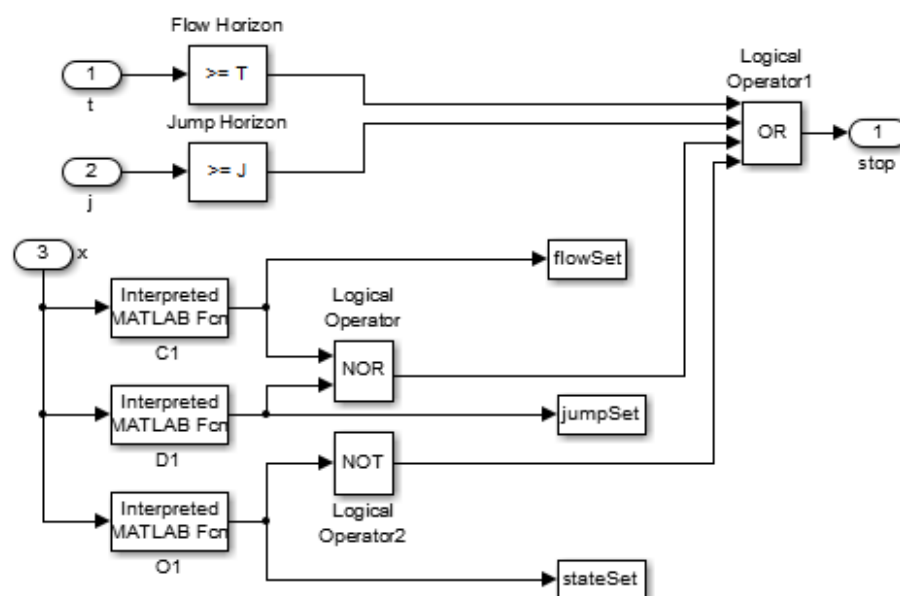 Flow Horizon
1
>= T
t
Jump Horizon
2
>= J
j
Logical
Operator1
OR
1
stop
3
x
flowSet
Interpreted
MATLAB Fcn
C1
Logical
Operator
NOR
Interpreted
MATLAB Fcn
D1
jumpSet
NOT
Logical
Operator2
Interpreted
MATLAB Fcn
O1
stateSet